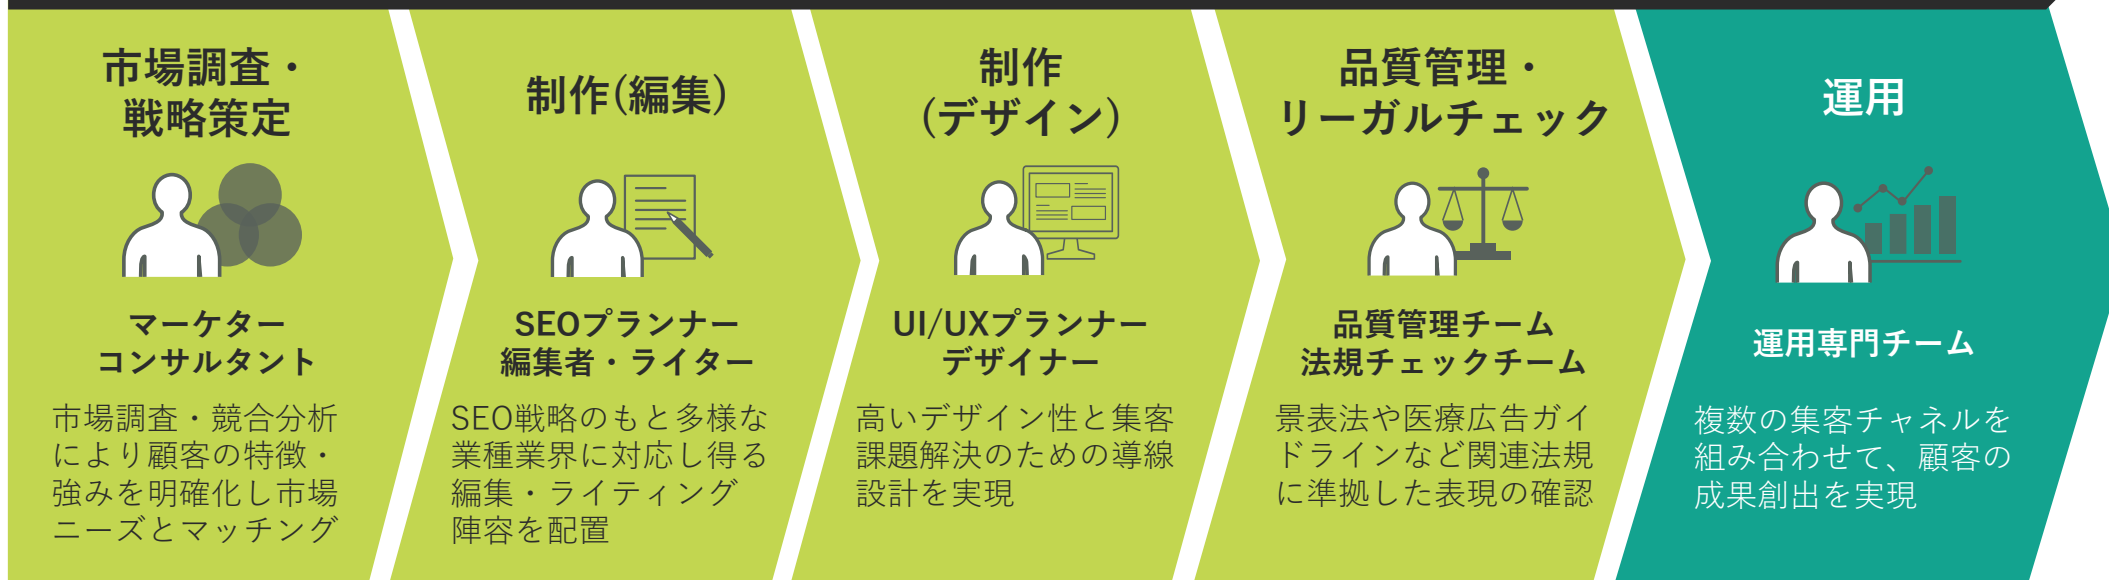 市場調査・
戦略策定
マーケター
コンサルタント
市場調査・競合分析
により顧客の特徴・
強みを明確化し市場
ニーズとマッチング
制作(編集)
SEOプランナー
編集者・ライター
SEO戦略のもと多様な
業種業界に対応し得る
編集・ライティング
陣容を配置
制作
(デザイン)
UI/UXプランナー
デザイナー
高いデザイン性と集客
課題解決のための導線
設計を実現
品質管理・
リーガルチェック
品質管理チーム
法規チェックチーム
景表法や医療広告ガイ
ドラインなど関連法規
に準拠した表現の確認
運用
運用専門チーム
複数の集客チャネルを
組み合わせて、顧客の
成果創出を実現